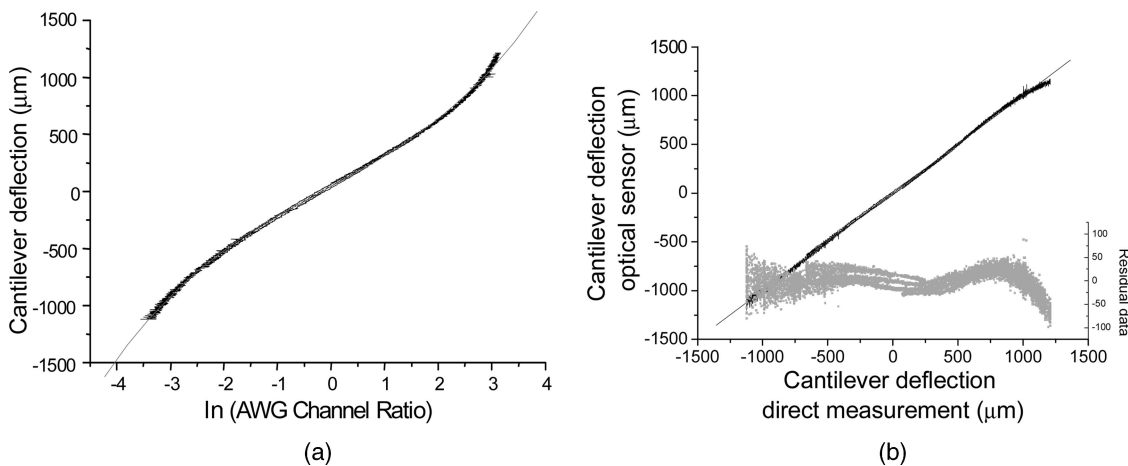 1500
1000
500
0
-500
-1000
-1500
Cantilever deflection (μm)
-4 -3 -2 -1 0 1 2 3 4
ln (AWG Channel Ratio)
(a)
1500
1000
500
0
-500
-1000
-1500
Cantilever deflection
optical sensor (μm)
100
50
0
-50
-100
Residual data
-1500 -1000 -500 0 500 1000 1500
Cantilever deflection
direct measurement (μm)
(b)